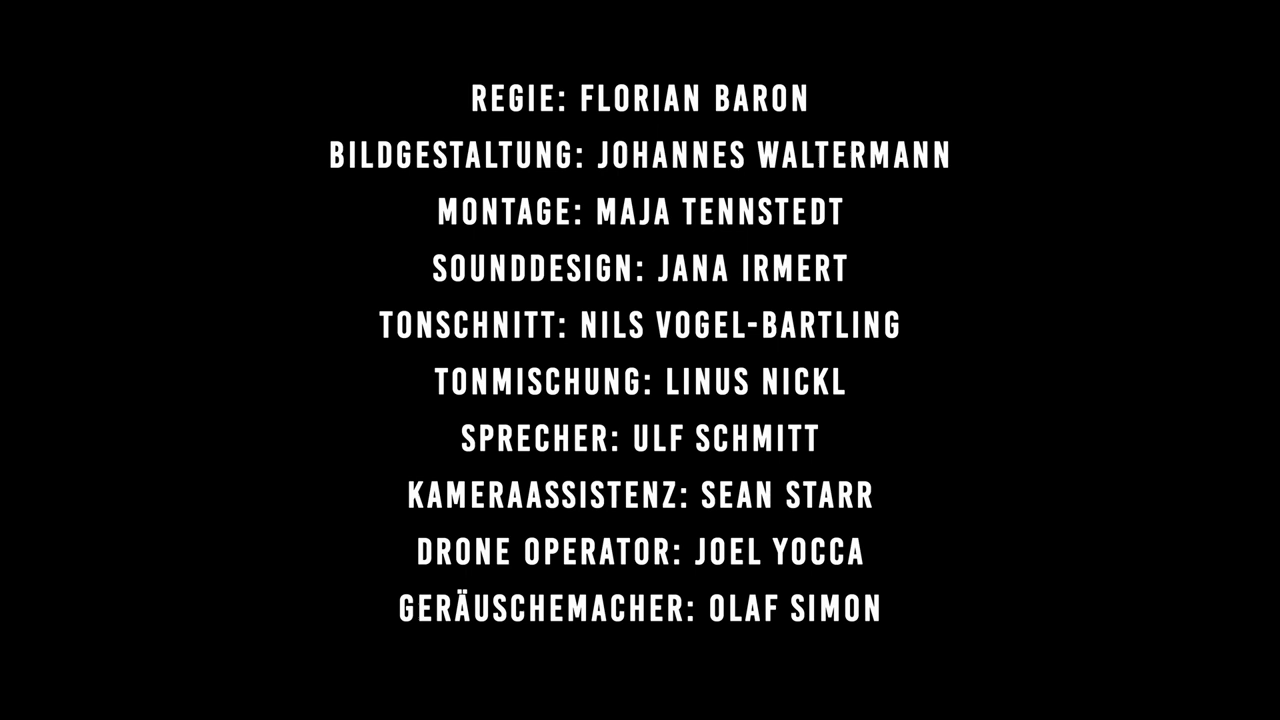 REGIE: FLORIAN BARON
BILDGESTALTUNG: JOHANNES WALTERMANN
MONTAGE: MAJA TENNSTEDT
SOUNDDESIGN: JANA IRMERT
TONSCHNITT: NILS VOGEL-BARTLING
TONMISCHUNG: LINUS NICKL
SPRECHER: ULF SCHMITT
KAMERAASSISTENZ: SEAN STARR
DRONE OPERATOR: JOEL YOCCA
GERÄUSCHEMACHER: OLAF SIMON